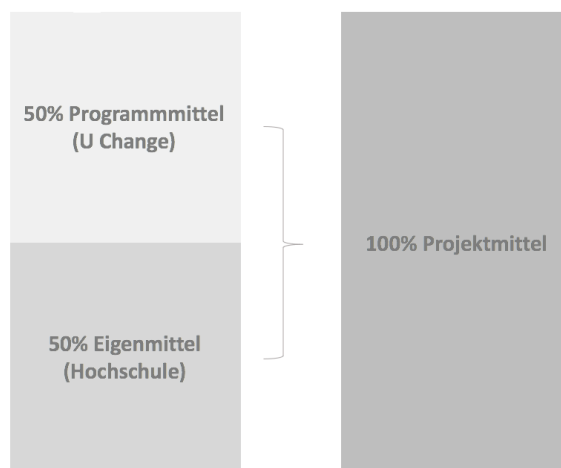 50% Programmmittel
(U Change)
100% Projektmittel
50% Eigenmittel
(Hochschule)